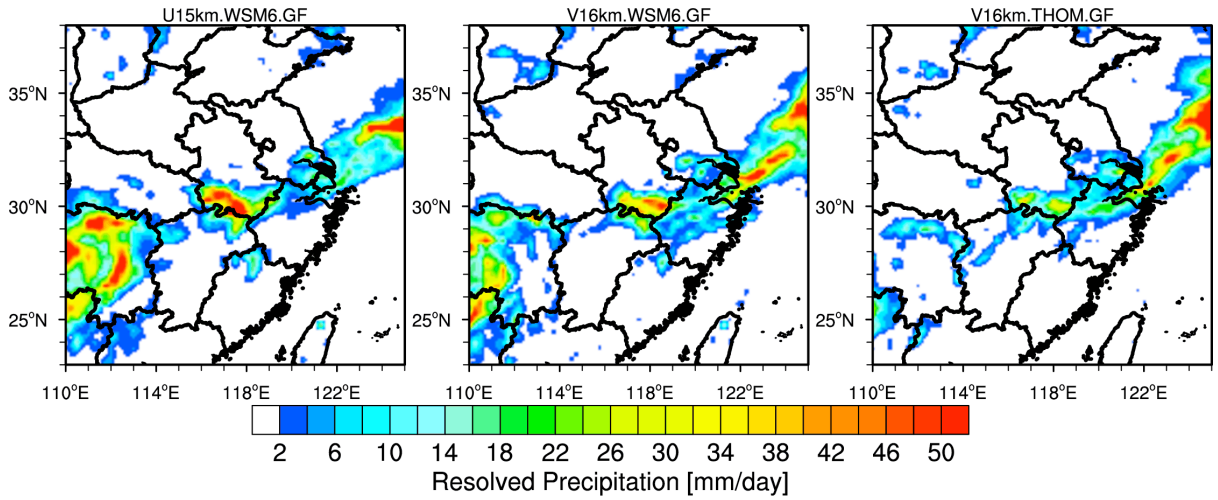 U15km.WSM6.GF V16km.WSM6.GF V16km.THOM.GF
35°N 35°N 35°N
30°N 30°N 30°N
25°N 25°N 25°N
110°E 114°E 118°E 122°E 110°E 114°E 118°E 122°E 110°E 114°E 118°E 122°E
2 6 10 14 18 22 26 30 34 38 42 46 50
Resolved Precipitation [mm/day]